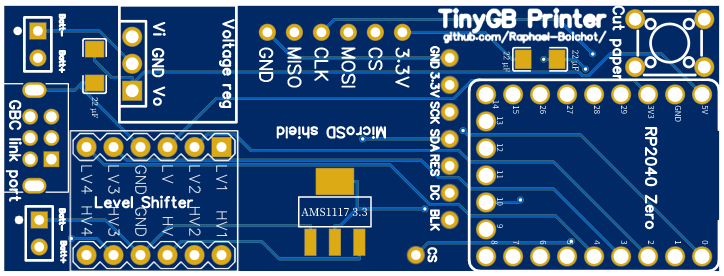 TinyGB Printer
github.com/Raphael-Boichot/
Cut paper
Batt-
Batt+
22 µF
Vi
GND
Vo
Voltage reg
GND
MISO
CLK
MOSI
CS
3.3V
22 µF
22 µF
GND
3.3V
SCK
SDA
RES
DC
BLK
CS
GBC link port
MicroSD shield
LV4
LV3
GND
LV
LV2
LV1
Level Shifter
HV4
HV3
GND
HV
HV2
HV1
AMS1117 3.3
Batt-
Batt+
14
15
26
27
28
29
3V3
GND
5V
13
12
11
10
9
RP2040 Zero
8
7
6
5
4
3
2
1
0